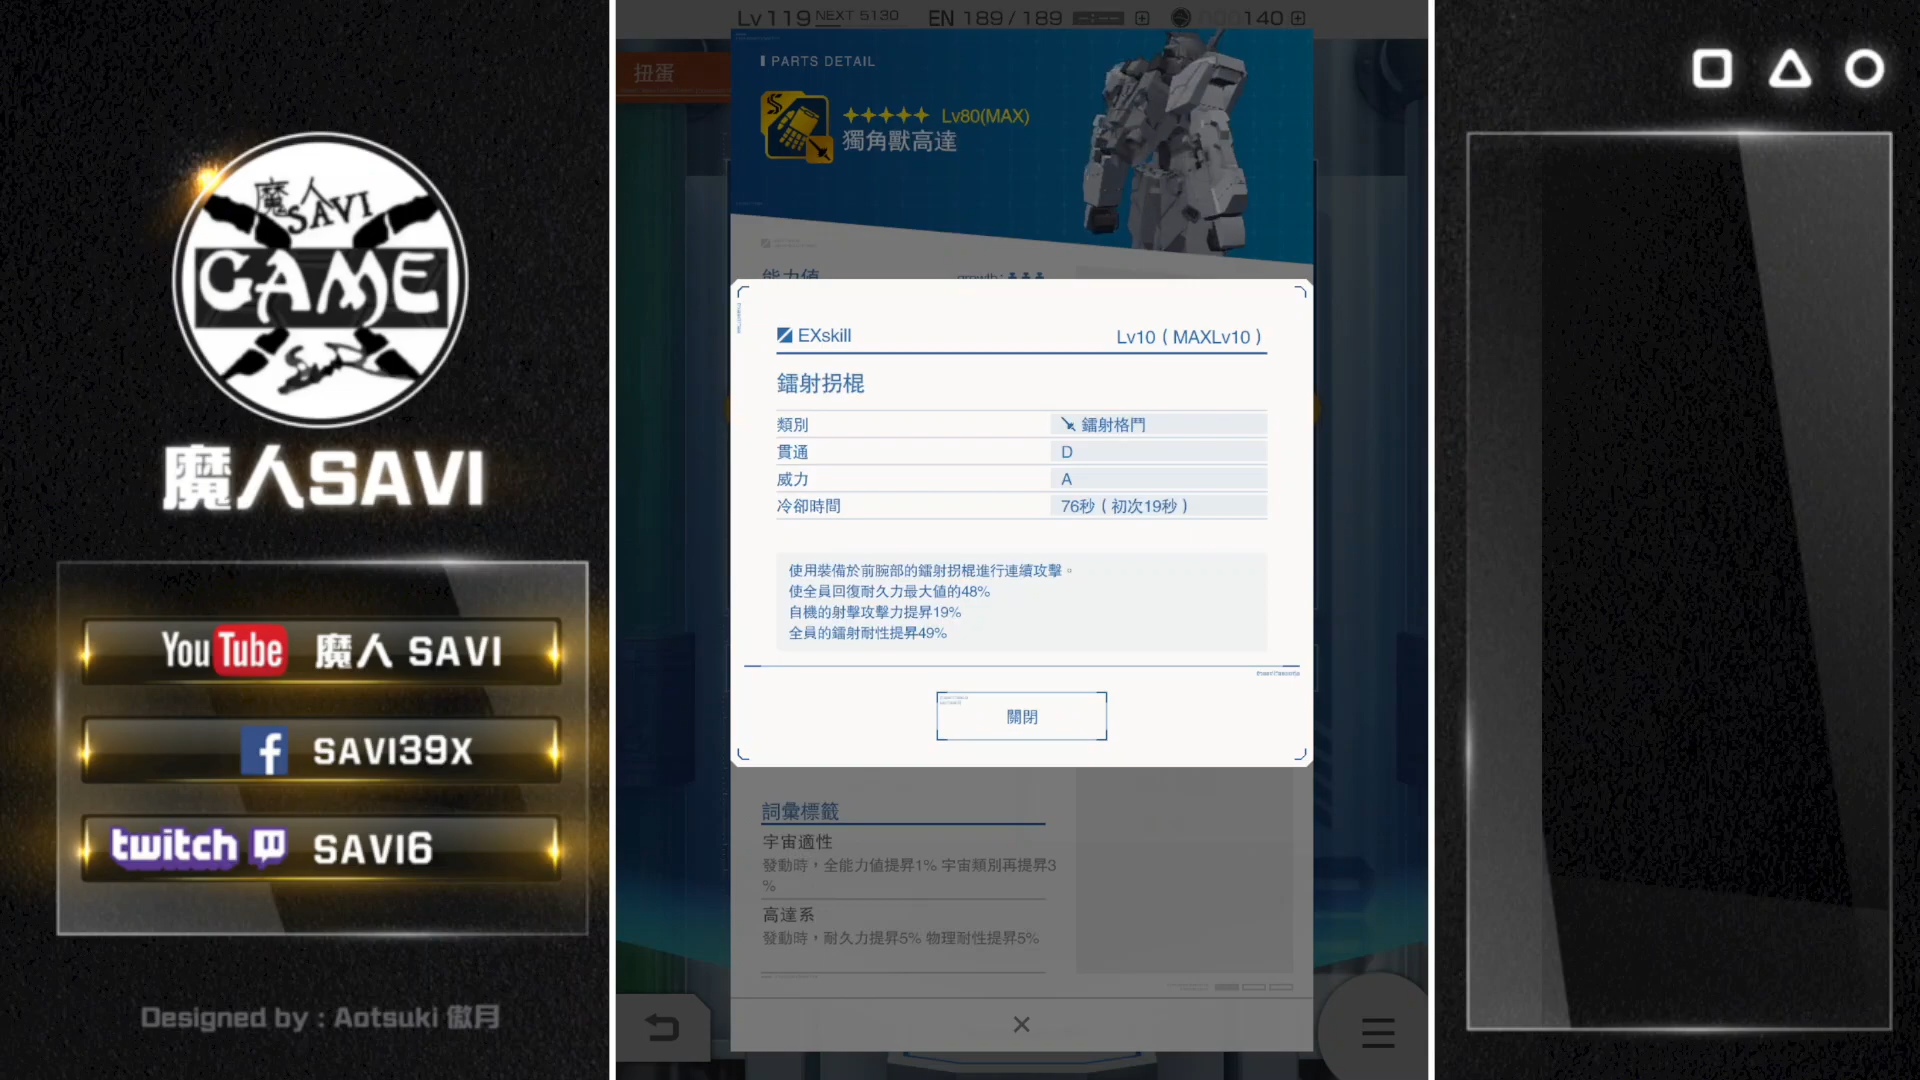 魔人
SAVI
GAME
魔人SAVI
YouTube 魔人 SAVI
f SAVI39X
twitch SAVI6
Designed by : Aotsuki 傲月
Lv119 NEXT 5130 EN 189/189
扭蛋
PARTS DETAIL
Lv80(MAX)
獨角獸高達
能力值 growth:
EXskill Lv10 ( MAXLv10 )
鐳射拐棍
類別 鐳射格鬥
貫通 D
威力 A
冷卻時間 76秒 ( 初次19秒 )
使用裝備於前腕部的鐳射拐棍進行連續攻擊。
使全員回復耐久力最大値的48%
自機的射擊攻擊力提昇19%
全員的鐳射耐性提昇49%
關閉
詞彙標籤
宇宙適性
發動時，全能力值提昇1% 宇宙類別再提昇3
%
高達系
發動時，耐久力提昇5% 物理耐性提昇5%